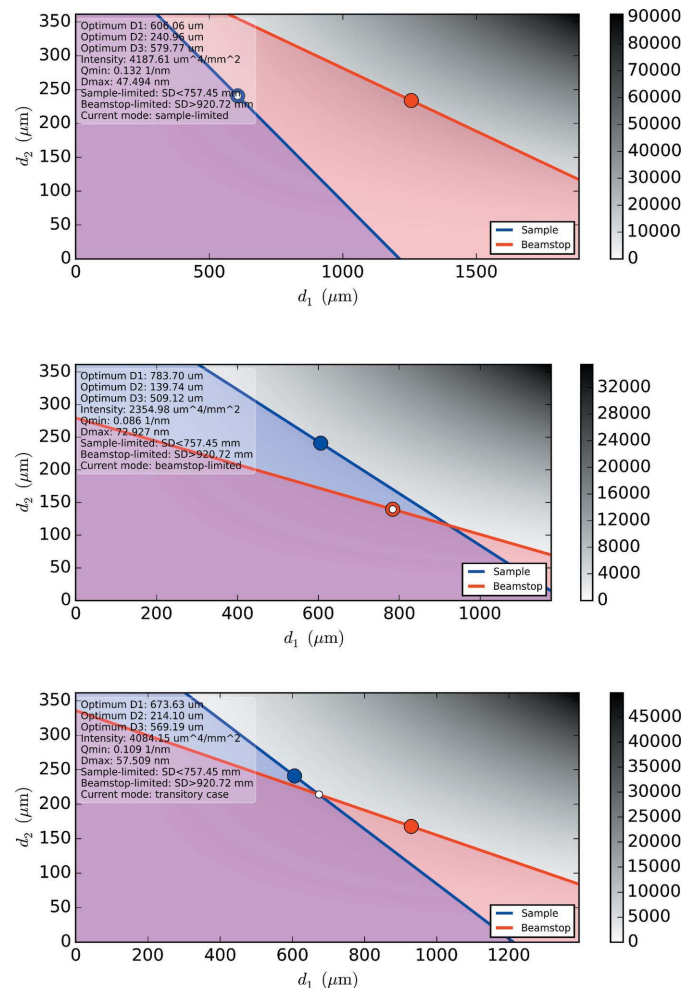 350
300
250
200
150
100
50
0
d2 (μm)
Optimum D1: 606.06 um
Optimum D2: 240.96 um
Optimum D3: 579.77 um
Intensity: 4187.61 um^4/mm^2
Qmin: 0.132 1/nm
Dmax: 47.494 nm
Sample-limited: SD<757.45 mm
Beamstop-limited: SD>920.72 mm
Current mode: sample-limited
Sample
Beamstop
0 500 1000 1500
d1 (μm)
90000
80000
70000
60000
50000
40000
30000
20000
10000
0
350
300
250
200
150
100
50
0
d2 (μm)
Optimum D1: 783.70 um
Optimum D2: 139.74 um
Optimum D3: 509.12 um
Intensity: 2354.98 um^4/mm^2
Qmin: 0.086 1/nm
Dmax: 72.927 nm
Sample-limited: SD<757.45 mm
Beamstop-limited: SD>920.72 mm
Current mode: beamstop-limited
Sample
Beamstop
0 200 400 600 800 1000
d1 (μm)
32000
28000
24000
20000
16000
12000
8000
4000
0
350
300
250
200
150
100
50
0
d2 (μm)
Optimum D1: 673.63 um
Optimum D2: 214.10 um
Optimum D3: 569.19 um
Intensity: 4084.15 um^4/mm^2
Qmin: 0.109 1/nm
Dmax: 57.509 nm
Sample-limited: SD<757.45 mm
Beamstop-limited: SD>920.72 mm
Current mode: transitory case
Sample
Beamstop
0 200 400 600 800 1000 1200
d1 (μm)
45000
40000
35000
30000
25000
20000
15000
10000
5000
0